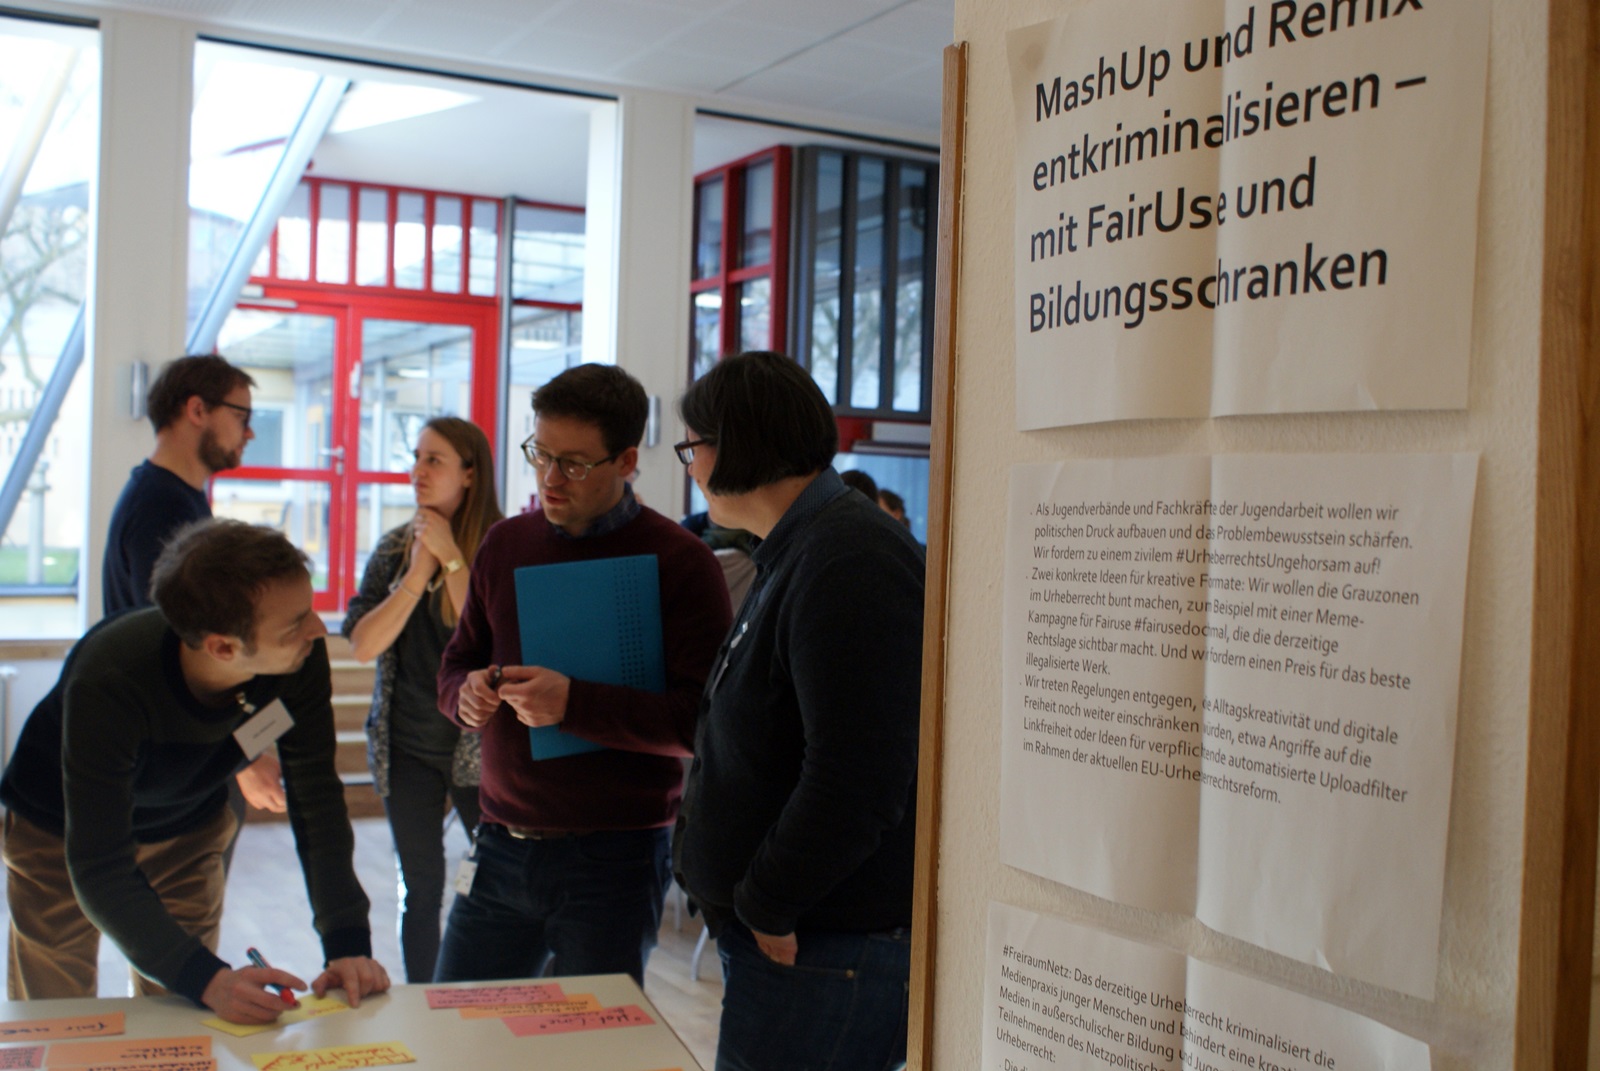 MashUp und Remix
entkriminalisieren –
mit FairUse und
Bildungsschranken
. Als Jugendverbände und Fachkräfte der Jugendarbeit wollen wir
politischen Druck aufbauen und das Problembewusstsein schärfen.
Wir fordern zu einem zivilem #UrheberrechtsUngehorsam auf!
. Zwei konkrete Ideen für kreative Formate: Wir wollen die Grauzonen
im Urheberrecht bunt machen, zum Beispiel mit einer Meme-
Kampagne für Fairuse #fairusedochmal, die die derzeitige
Rechtslage sichtbar macht. Und wir fordern einen Preis für das beste
illegalisierte Werk.
. Wir treten Regelungen entgegen, die Alltagskreativität und digitale
Freiheit noch weiter einschränken würden, etwa Angriffe auf die
Linkfreiheit oder Ideen für verpflichtende automatisierte Uploadfilter
im Rahmen der aktuellen EU-Urheberrechtsreform.
#FreiraumNetz: Das derzeitige Urheberrecht kriminalisiert die
Medienpraxis junger Menschen und behindert eine
Medien in außerschulischer Bildung und
Teilnehmenden des
Urheberrecht:
fair use
"Hot-Line"